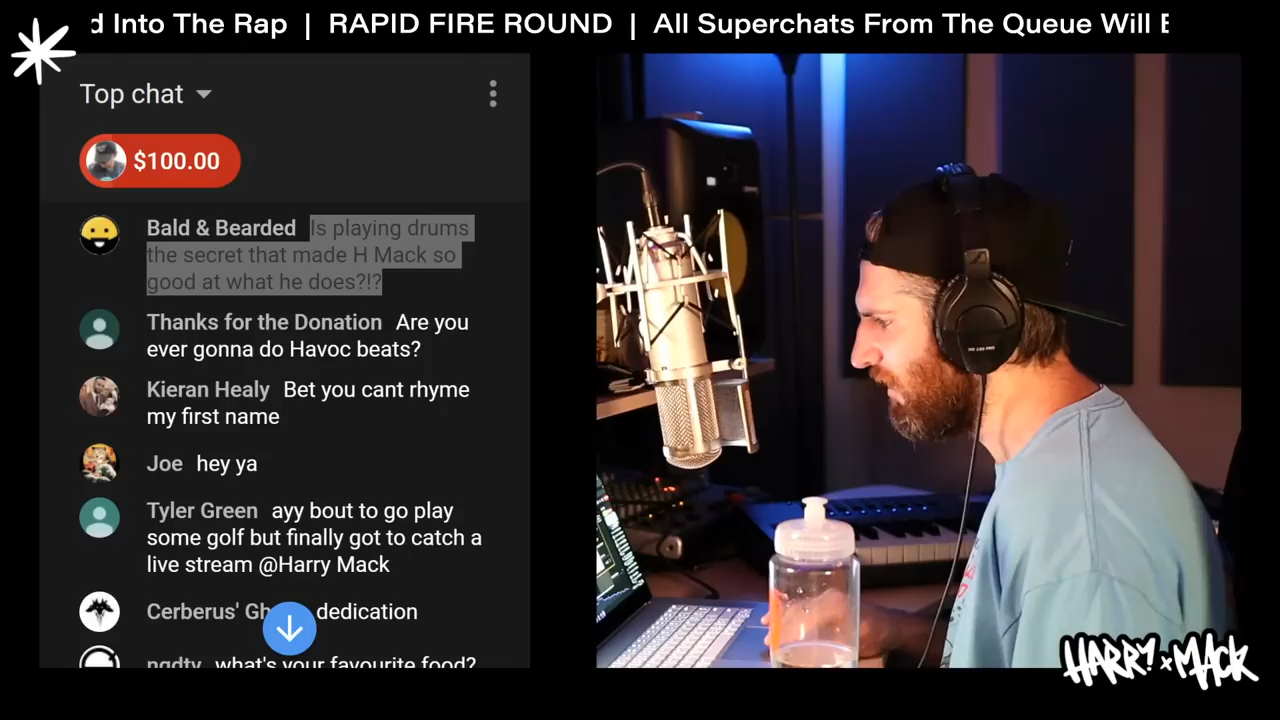 d Into The Rap | RAPID FIRE ROUND | All Superchats From The Queue Will
Top chat
$100.00
Bald & Bearded Is playing drums
the secret that made H Mack so
good at what he does?!?
Thanks for the Donation Are you
ever gonna do Havoc beats?
Kieran Healy Bet you cant rhyme
my first name
Joe hey ya
Tyler Green ayy bout to go play
some golf but finally got to catch a
live stream @Harry Mack
Cerberus' Gh dedication
what's your favourite food?
HARRY x MACK